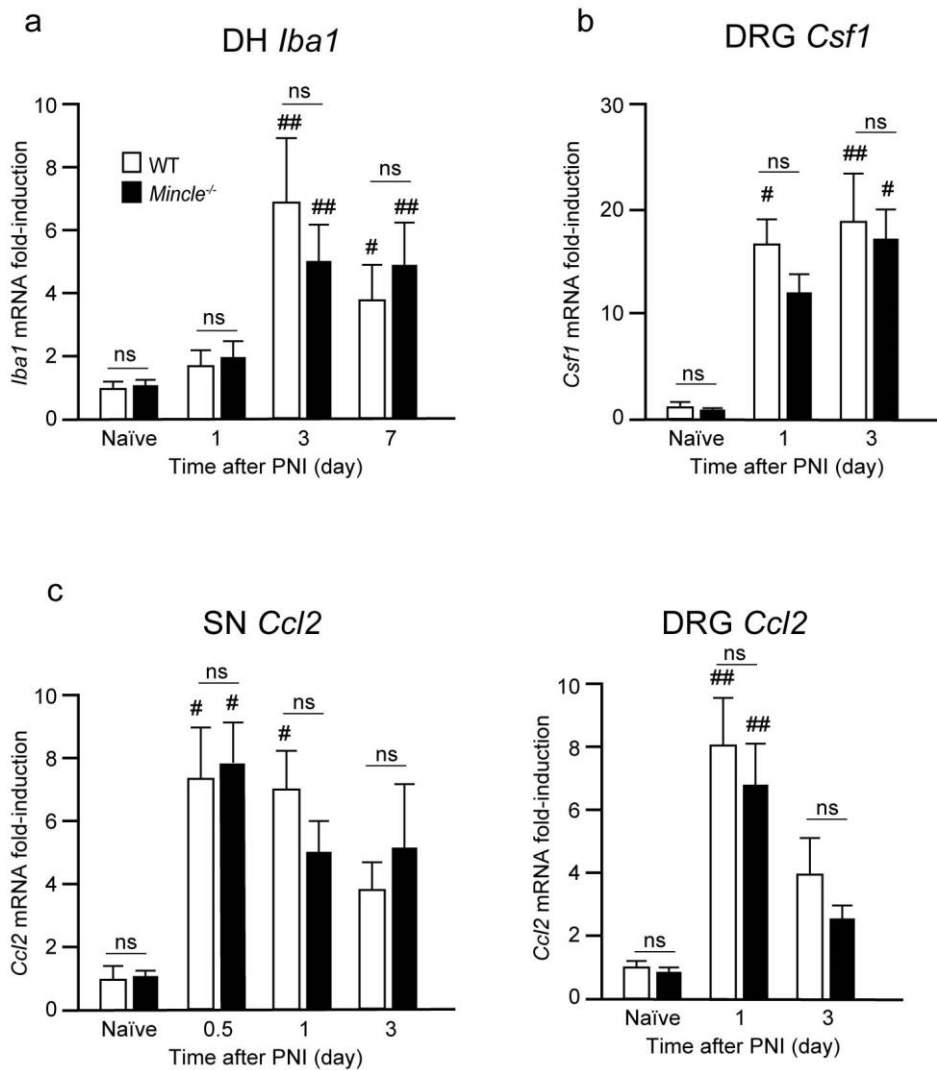 a
DH Iba1
Iba1 mRNA fold-induction
10
8
6
4
2
0
WT
Mincle-/-
ns
ns
ns
##
##
ns
#
##
Naïve 1 3 7
Time after PNI (day)
b
DRG Csf1
Csf1 mRNA fold-induction
30
20
10
0
ns
ns
#
ns
##
#
Naïve 1 3
Time after PNI (day)
c
SN Ccl2
Ccl2 mRNA fold-induction
10
8
6
4
2
0
ns
ns
# #
ns
#
ns
Naïve 0.5 1 3
Time after PNI (day)
DRG Ccl2
Ccl2 mRNA fold-induction
10
8
6
4
2
0
ns
ns
##
##
ns
Naïve 1 3
Time after PNI (day)